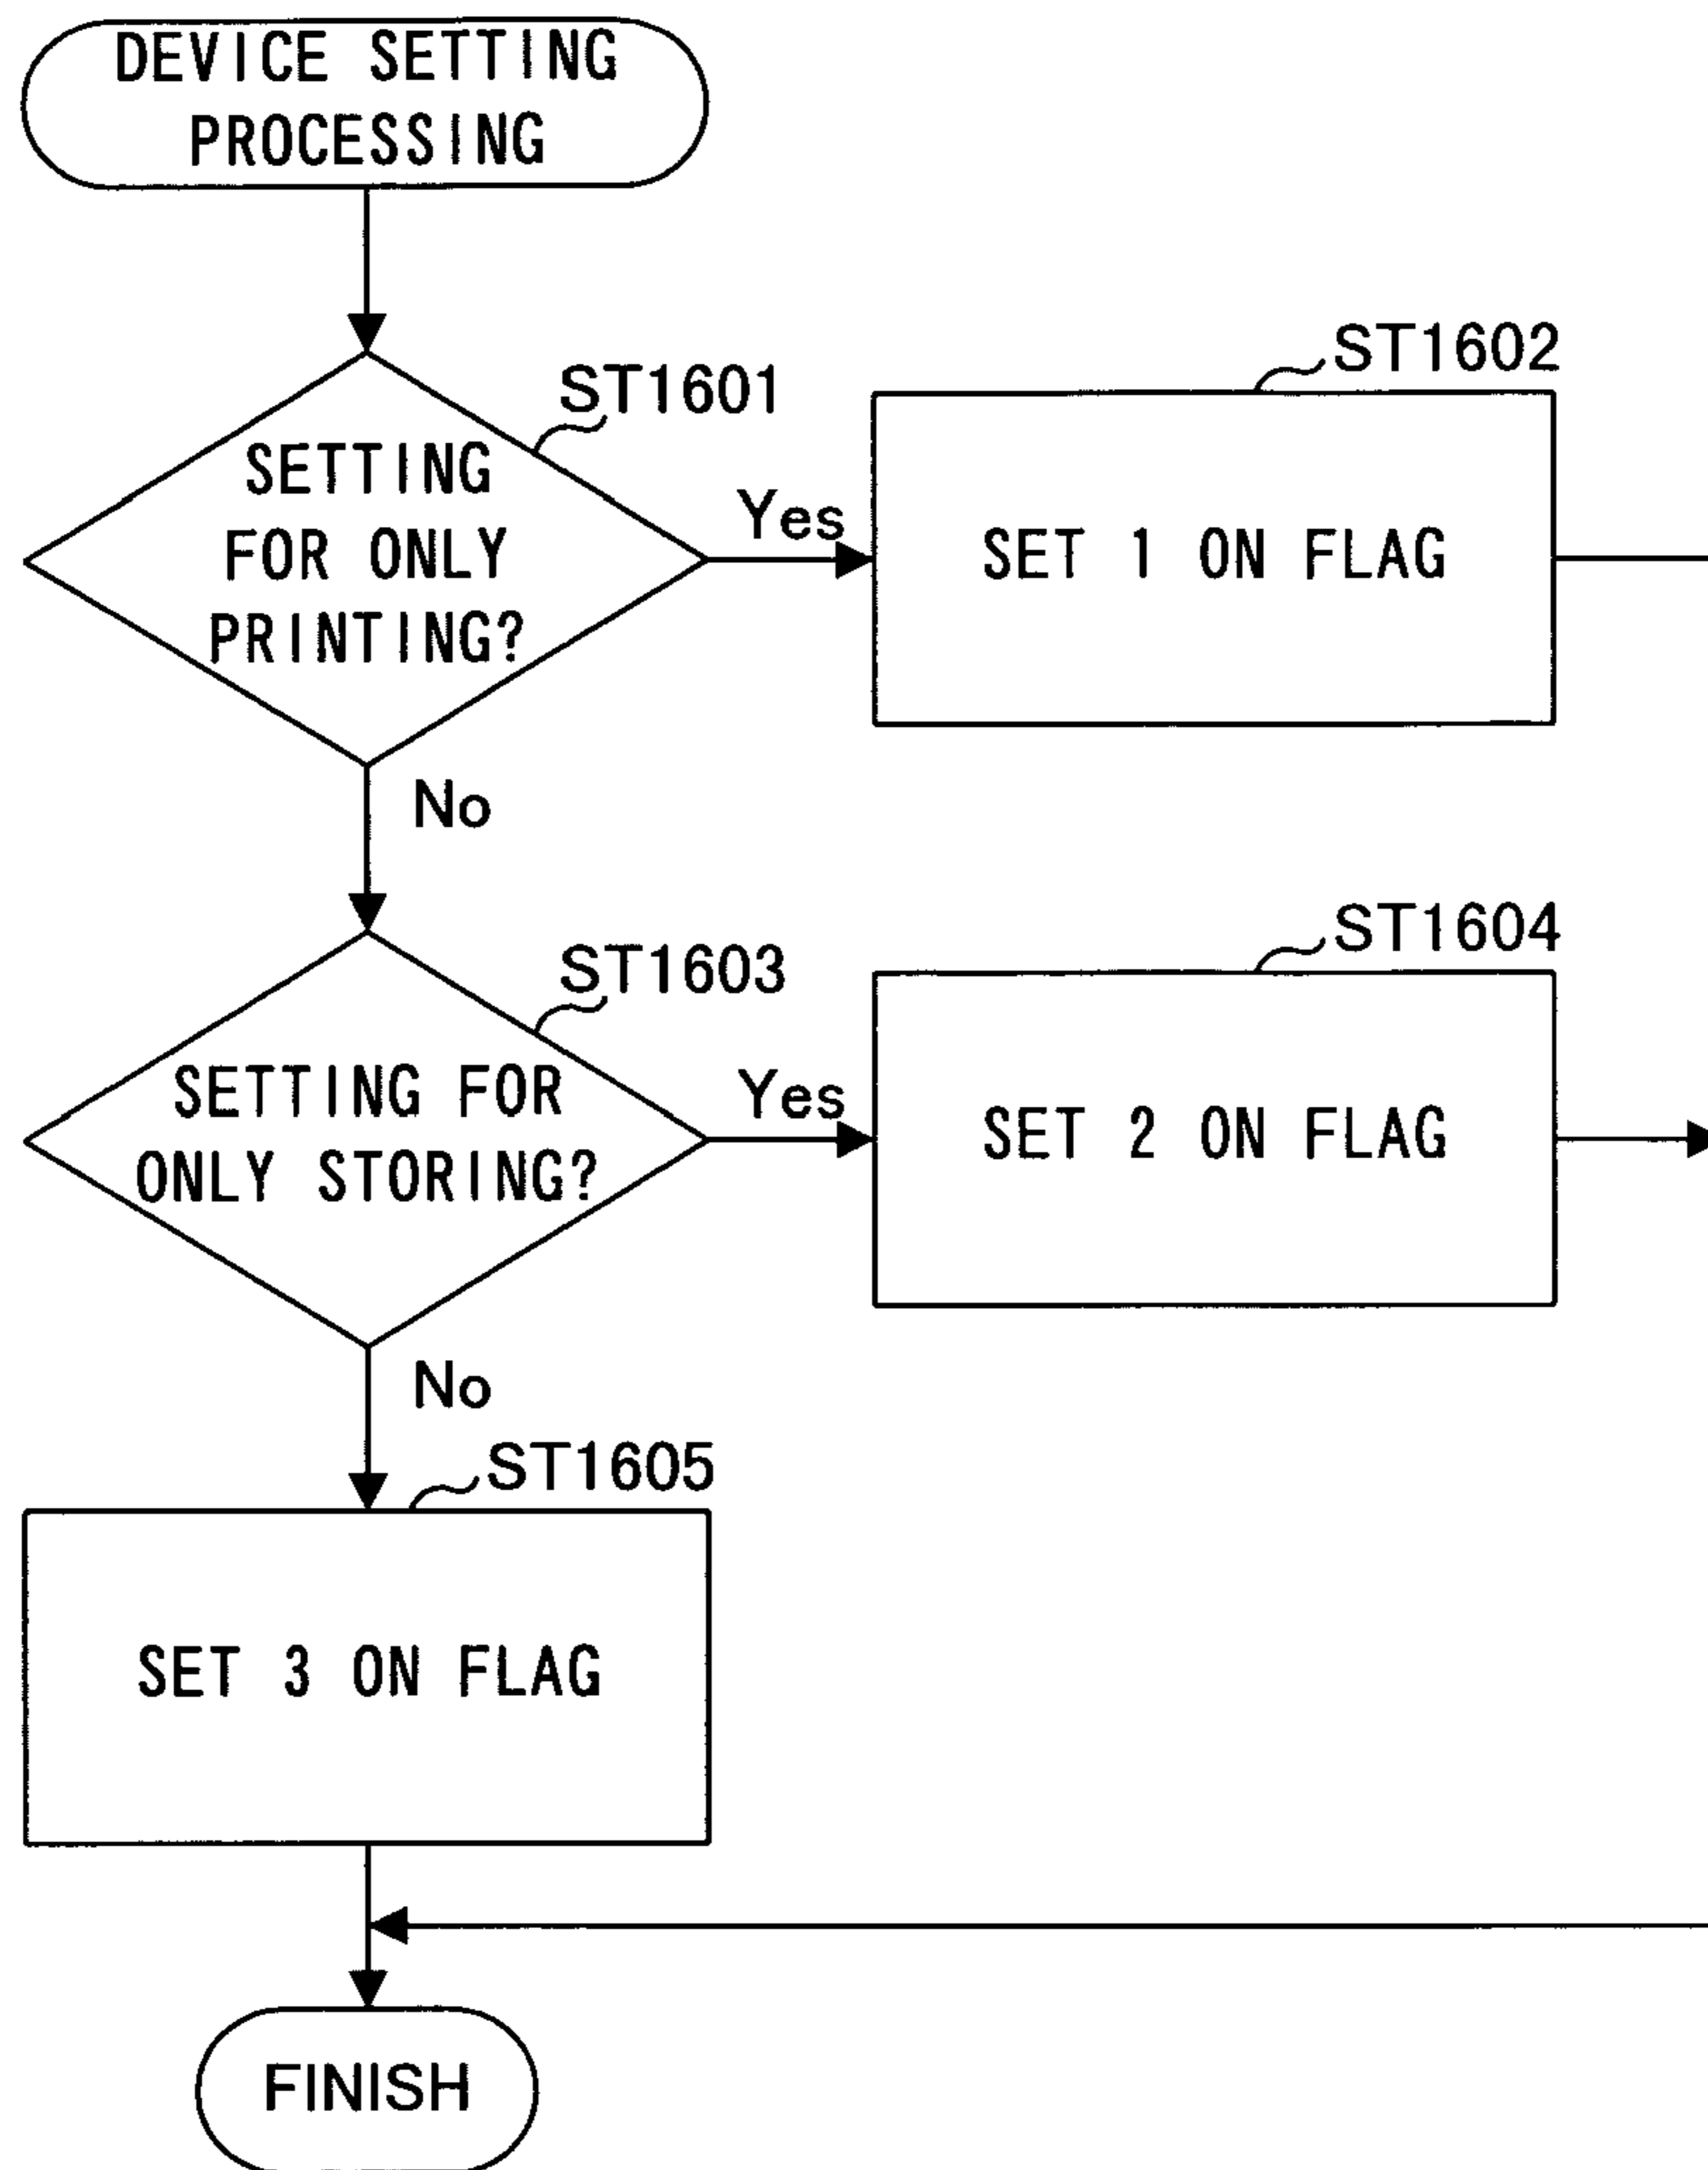 DEVICE SETTING
PROCESSING
ST1601
SETTING
FOR ONLY
PRINTING?
Yes
ST1602
SET 1 ON FLAG
No
ST1603
SETTING FOR
ONLY STORING?
Yes
ST1604
SET 2 ON FLAG
No
ST1605
SET 3 ON FLAG
FINISH